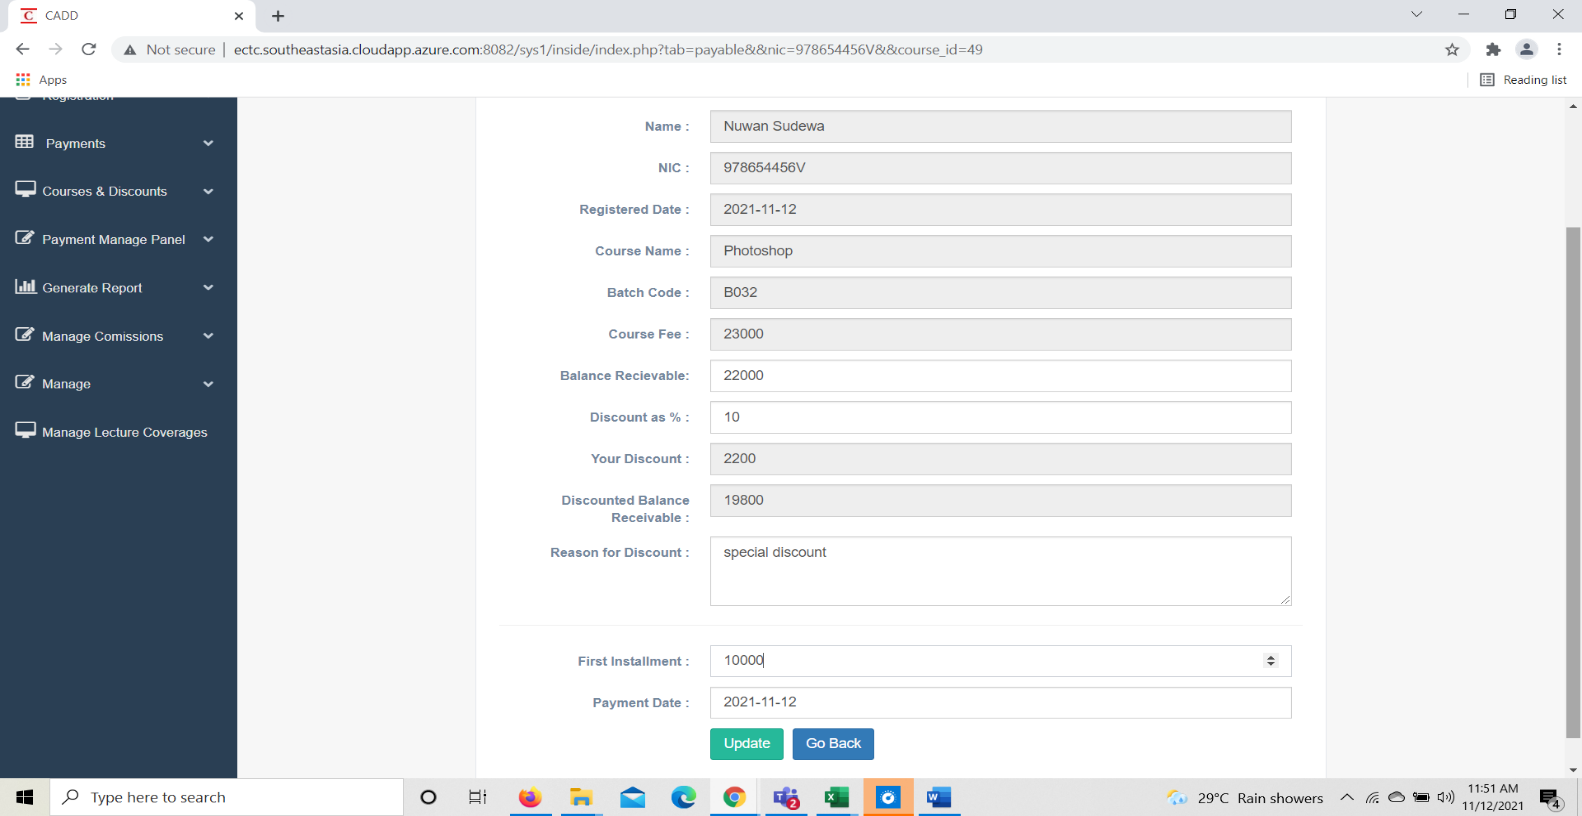 CADD
Not secure | ectc.southeastasia.cloudapp.azure.com:8082/sys1/inside/index.php?tab=payable&&nic=978654456V&&course_id=49
Apps
Reading list
Registration
Payments
Courses & Discounts
Payment Manage Panel
Generate Report
Manage Comissions
Manage
Manage Lecture Coverages
Name : Nuwan Sudewa
NIC : 978654456V
Registered Date : 2021-11-12
Course Name : Photoshop
Batch Code : B032
Course Fee : 23000
Balance Recievable: 22000
Discount as % : 10
Your Discount : 2200
Discounted Balance
Receivable : 19800
Reason for Discount : special discount
First Installment : 10000
Payment Date : 2021-11-12
Update Go Back
Type here to search
29°C Rain showers
11:51 AM
11/12/2021
2
4